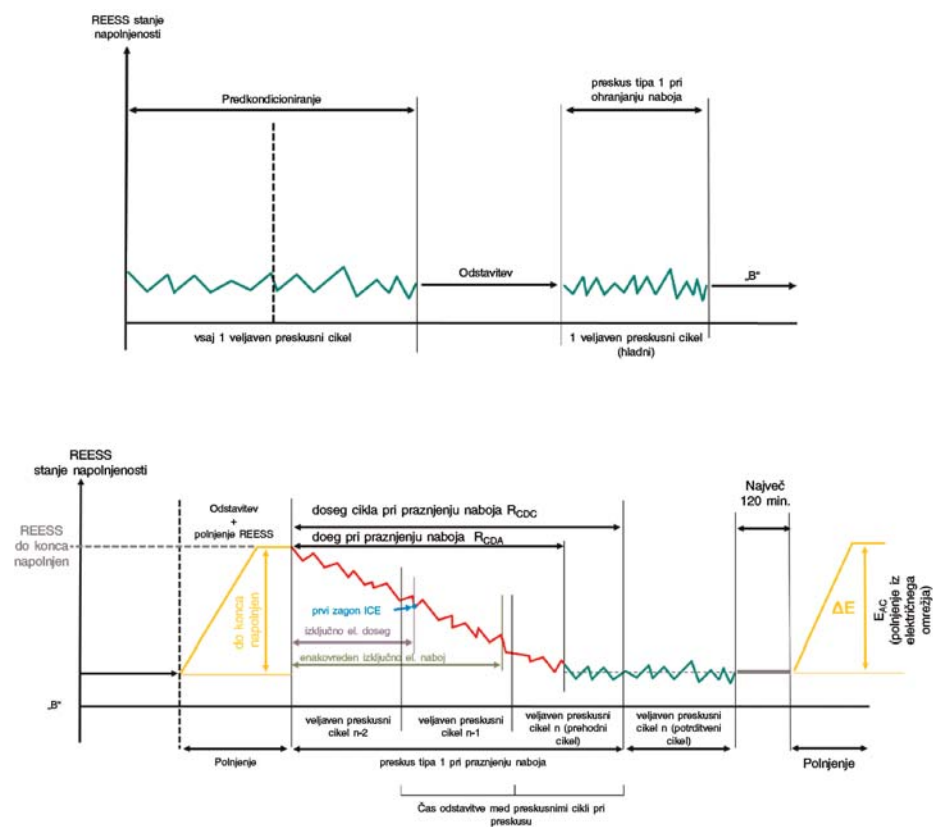 REESS stanje
napolnjenosti
preskus tipa 1 pri
ohranjanju naboja
Predkondicioniranje
Odstavitev
„B“
vsaj 1 veljaven preskusni cikel
1 veljaven preskusni cikel
(hladni)
REESS
stanje napolnjenosti
Največ
120 min.
Odstavitev
+
polnjenje REESS
doseg cikla pri praznjenju naboja RCDC
REESS
do konca
napolnjen
doeg pri praznjenju naboja RCDA
do konca
napolnjen
prvi zagon ICE
izključno el. doseg
enakovreden izključno el. naboj
ΔE
EAC
(polnjenje iz
električnega
omrežja)
„B“
veljaven preskusni
cikel n-2
veljaven preskusni
cikel n-1
veljaven preskusni
cikel n (prehodni
cikel)
veljaven preskusni
cikel n (potrditveni
cikel)
Polnjenje
preskus tipa 1 pri praznjenju naboja
Polnjenje
Čas odstavitve med preskusnimi cikli pri
preskusu